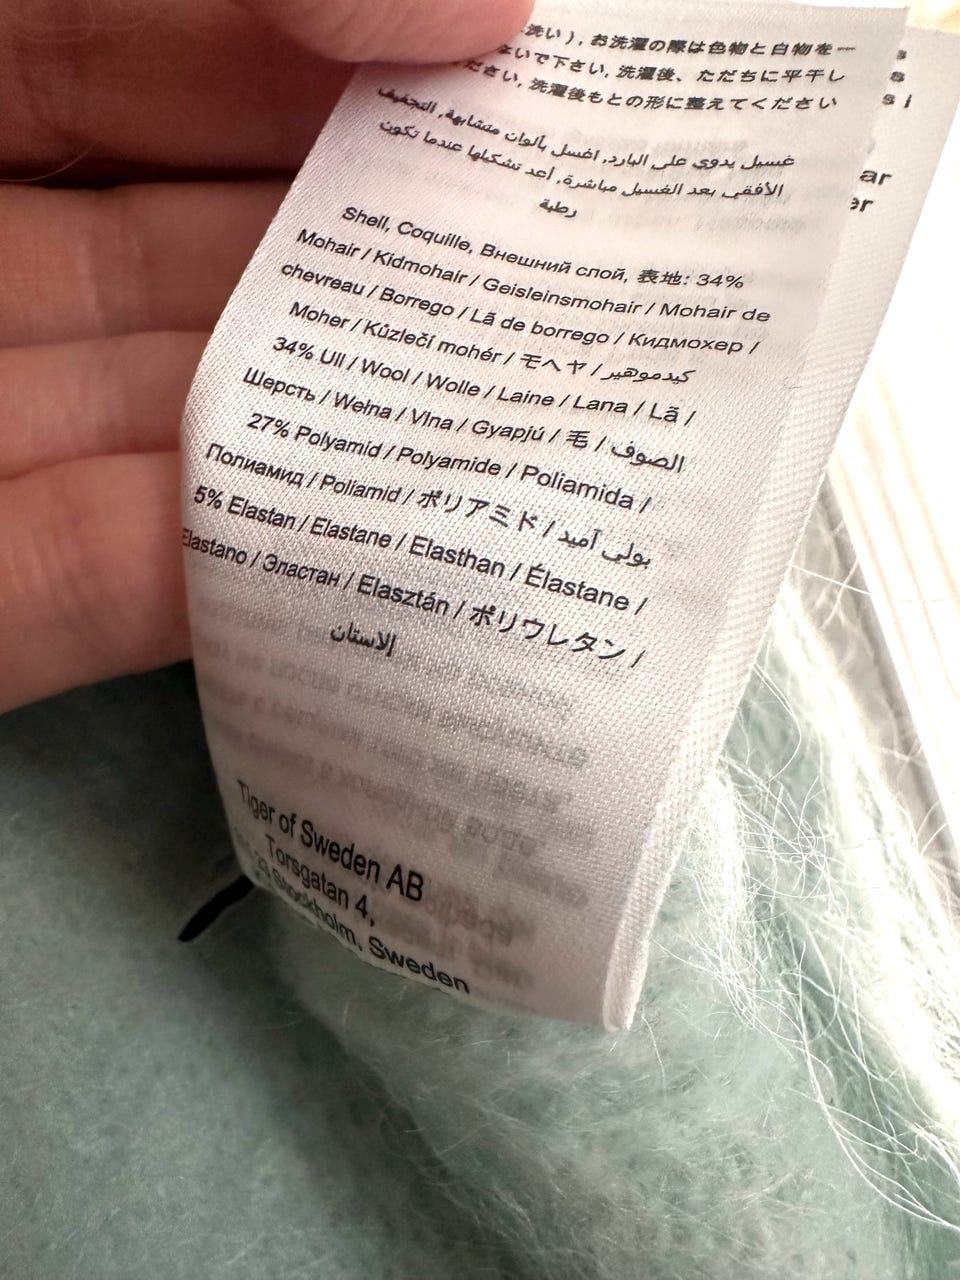 洗い), お洗濯の際は色物と白物を一
ないで下さい, 洗濯後、ただちに平干し
ださい, 洗濯後もとの形に整えてください
غسيل يدوي على البارد, اغسل بألوان متشابهة, التجفيف
الأفقي بعد الغسيل مباشرة, أعد تشكيلها عندما تكون
رطبة
Shell, Coquille, Внешний слой, 表地: 34%
Mohair / Kidmohair / Geisleinsmohair / Mohair de
chevreau / Borrego / Lã de borrego / Кидмохер /
Moher / Kůzlečí mohér / モヘヤ / كيدموهير
34% Ull / Wool / Wolle / Laine / Lana / Lã /
Шерсть / Wełna / Vlna / Gyapjú / 毛 / الصوف
27% Polyamid / Polyamide / Poliamida /
Полиамид / Poliamid / ポリアミド / بولي آميد
5% Elastan / Elastane / Elasthan / Élastane /
Elastano / Эластан / Elasztán / ポリウレタン /
إلاستان
Tiger of Sweden AB
Torsgatan 4,
23 Stockholm, Sweden